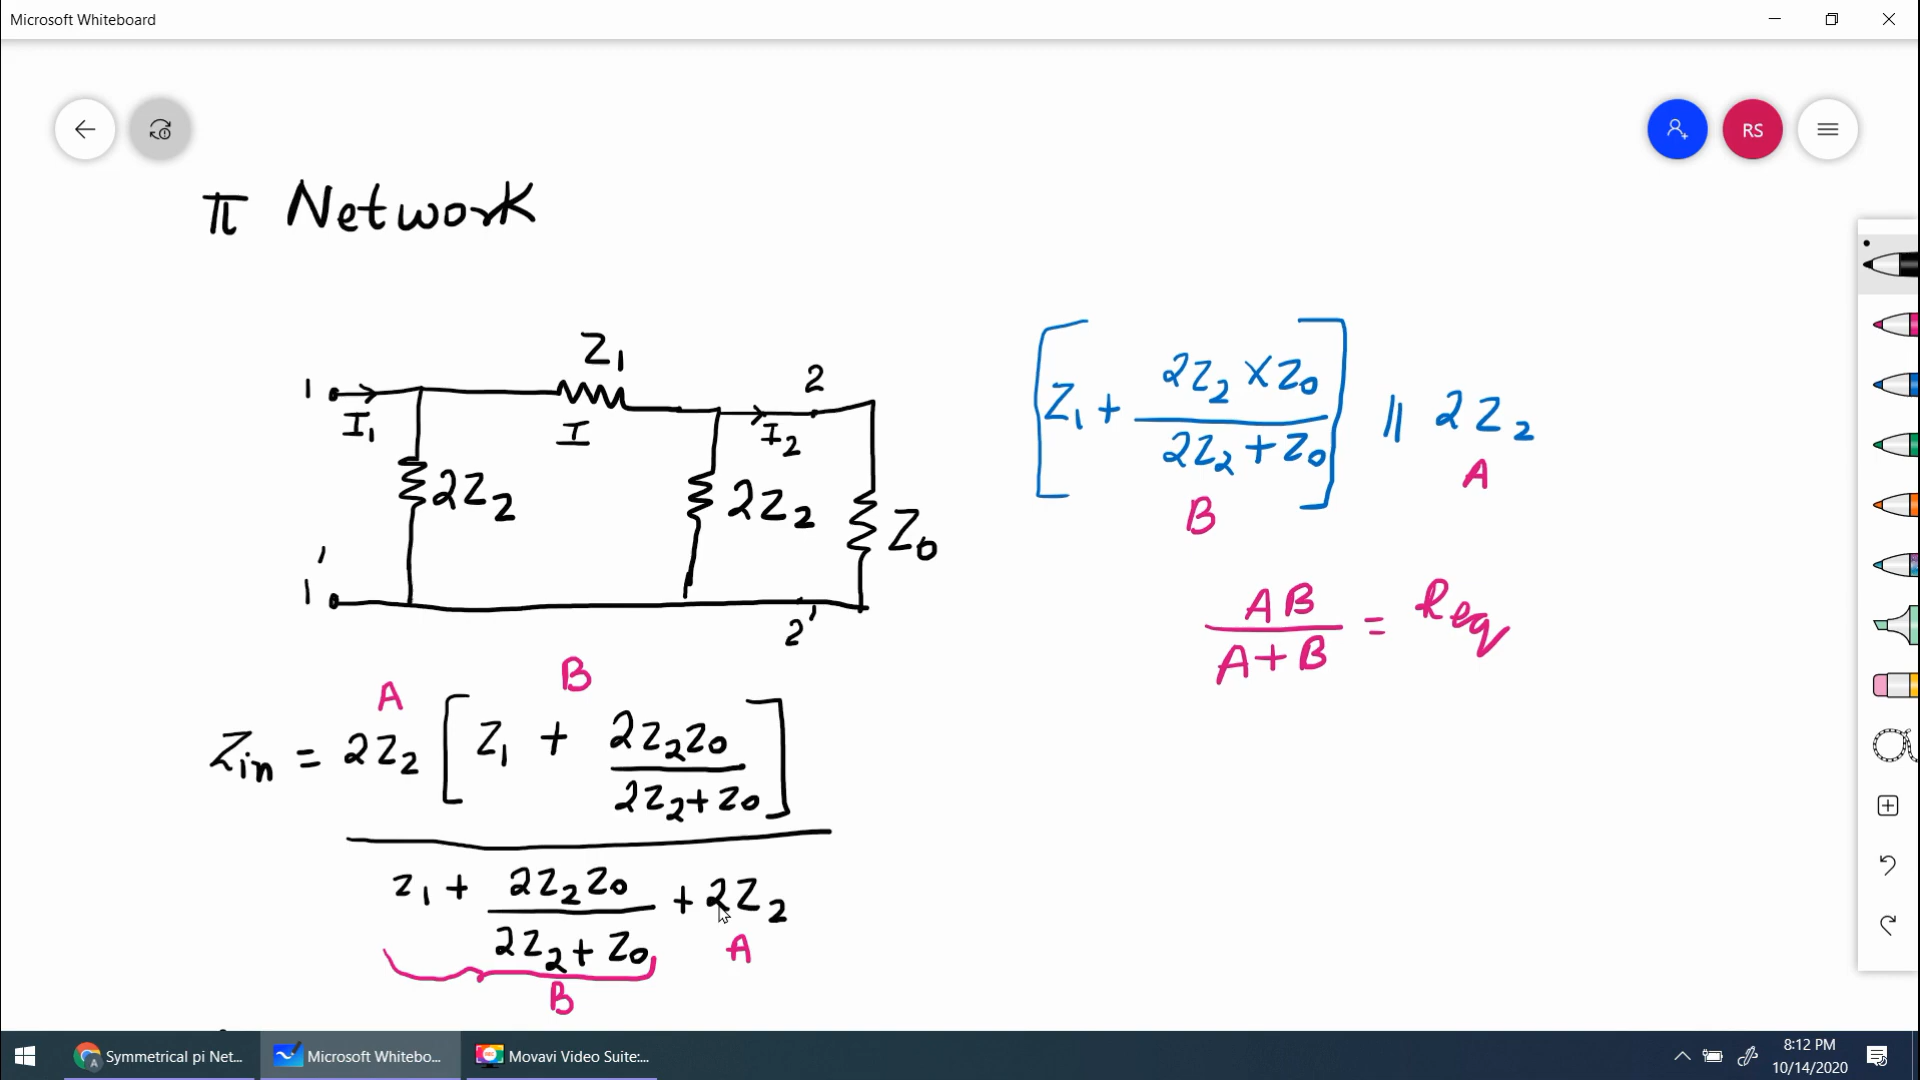 Microsoft Whiteboard
RS
π Network
Z₁
1
I₁
I
2
I₂
2Z₂
2Z₂
Z₀
1'
2'
[Z₁ + (2Z₂ × Z₀)/(2Z₂ + Z₀)] || 2Z₂
B
A
AB/(A+B) = Req
A
B
Zin = 2Z₂ [Z₁ + 2Z₂Z₀/(2Z₂+Z₀)]
z₁ + 2Z₂Z₀/(2Z₂+Z₀) + 2Z₂
A
B
Symmetrical pi Net...
Microsoft Whitebo...
Movavi Video Suite:...
8:12 PM
10/14/2020